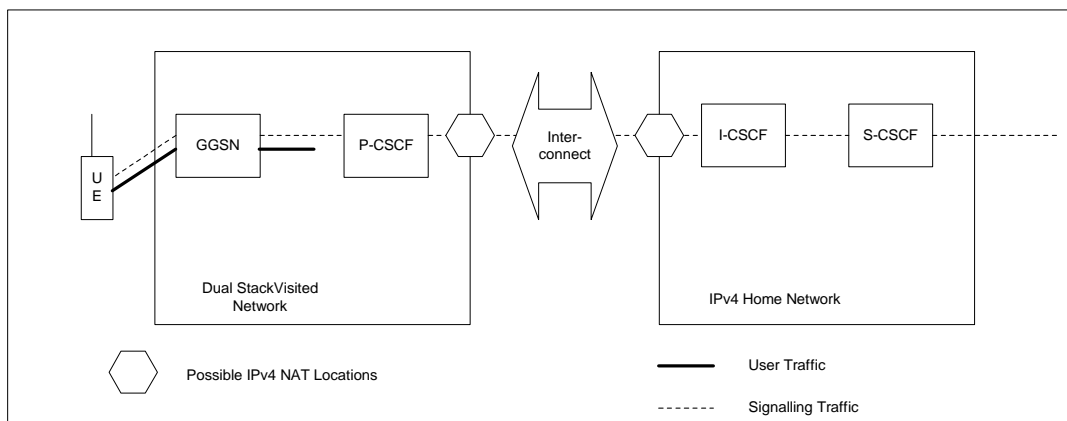 GGSN
P-CSCF
Inter-
connect
I-CSCF
S-CSCF
U
E
Dual StackVisited
Network
IPv4 Home Network
Possible IPv4 NAT Locations
User Traffic
Signalling Traffic